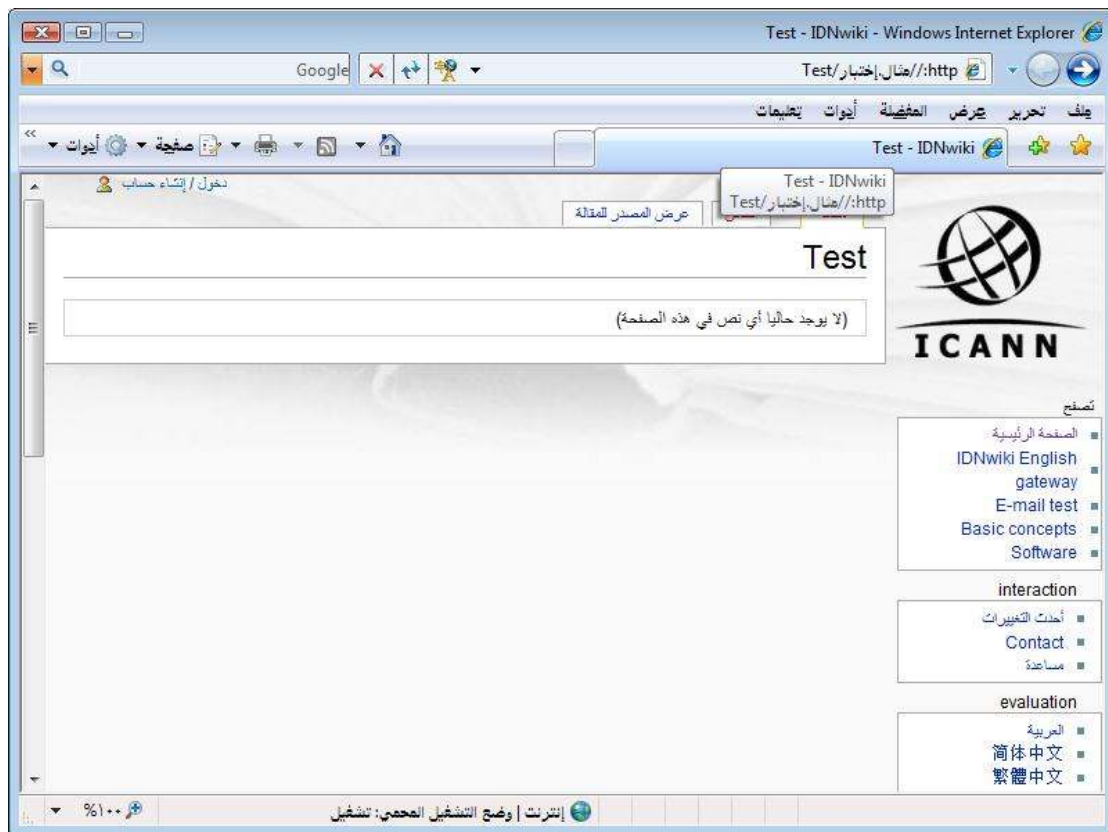 Test - IDNwiki - Windows Internet Explorer
http://مثال.إختبار/Test
Google
ملف تحرير عرض المفضلة أدوات تعليمات
Test - IDNwiki
صفحة أدوات
Test - IDNwiki
http://مثال.إختبار/Test
دخول / إنشاء حساب
عرض المصدر للمقالة
Test
(لا يوجد حاليا أي نص في هذه الصفحة)
ICANN
تصفح
الصفحة الرئيسية
IDNwiki English
gateway
E-mail test
Basic concepts
Software
interaction
أحدث التغييرات
Contact
مساعدة
evaluation
العربية
简体中文
繁體中文
إنترنت | وضع التشغيل المحمي: تشغيل
%١٠٠